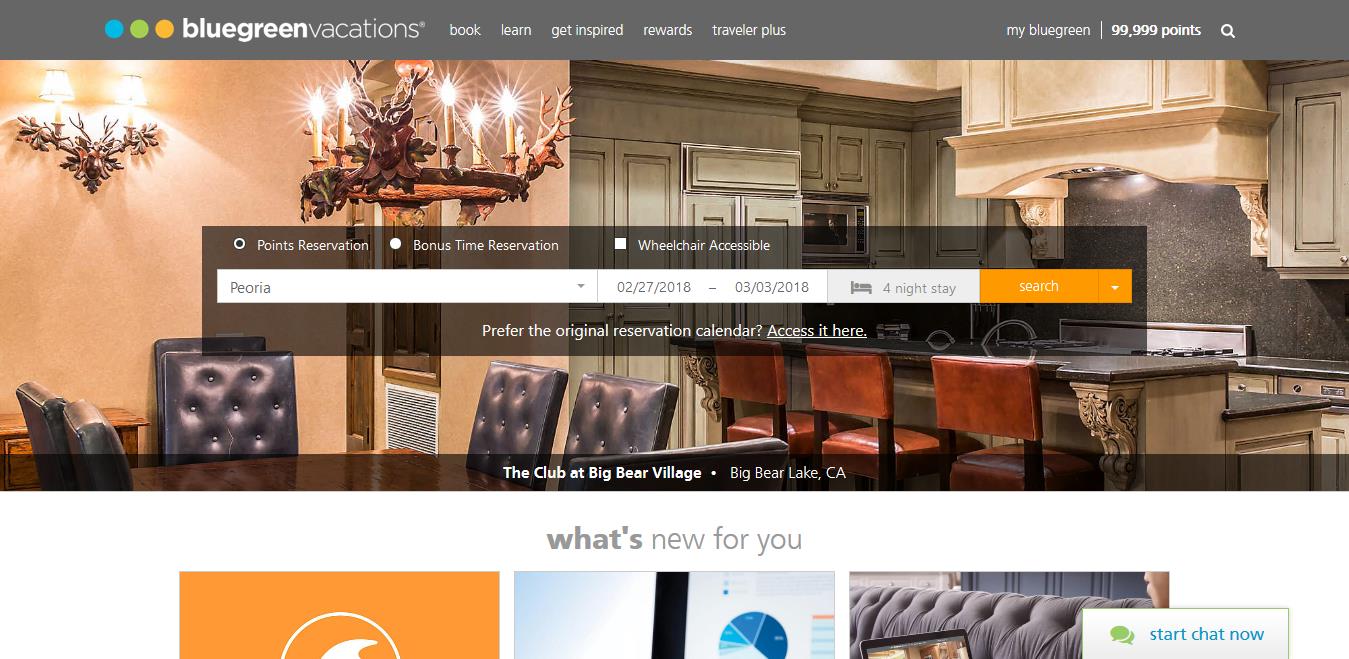 bluegreenvacations® book learn get inspired rewards traveler plus my bluegreen 99,999 points
Points Reservation Bonus Time Reservation Wheelchair Accessible
Peoria 02/27/2018 – 03/03/2018 4 night stay search
Prefer the original reservation calendar? Access it here.
The Club at Big Bear Village • Big Bear Lake, CA
what's new for you
start chat now